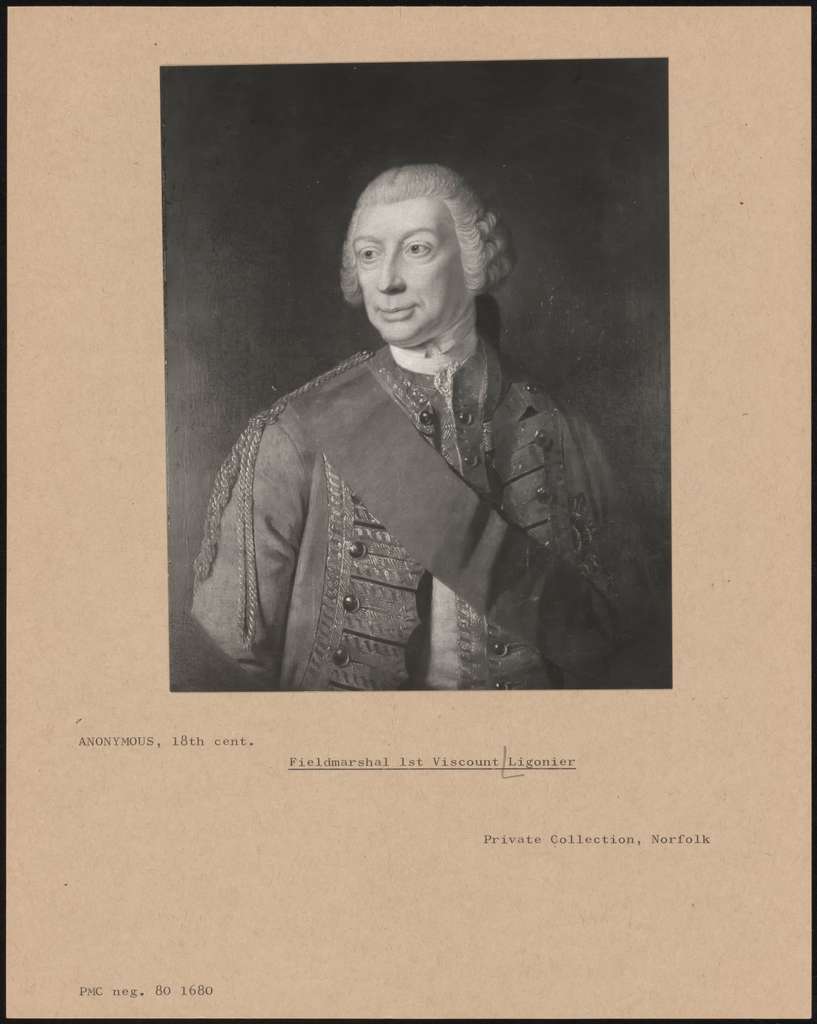 ANONYMOUS, 18th cent.
Fieldmarshal 1st Viscount Ligonier
Private Collection, Norfolk
PMC neg. 80 1680